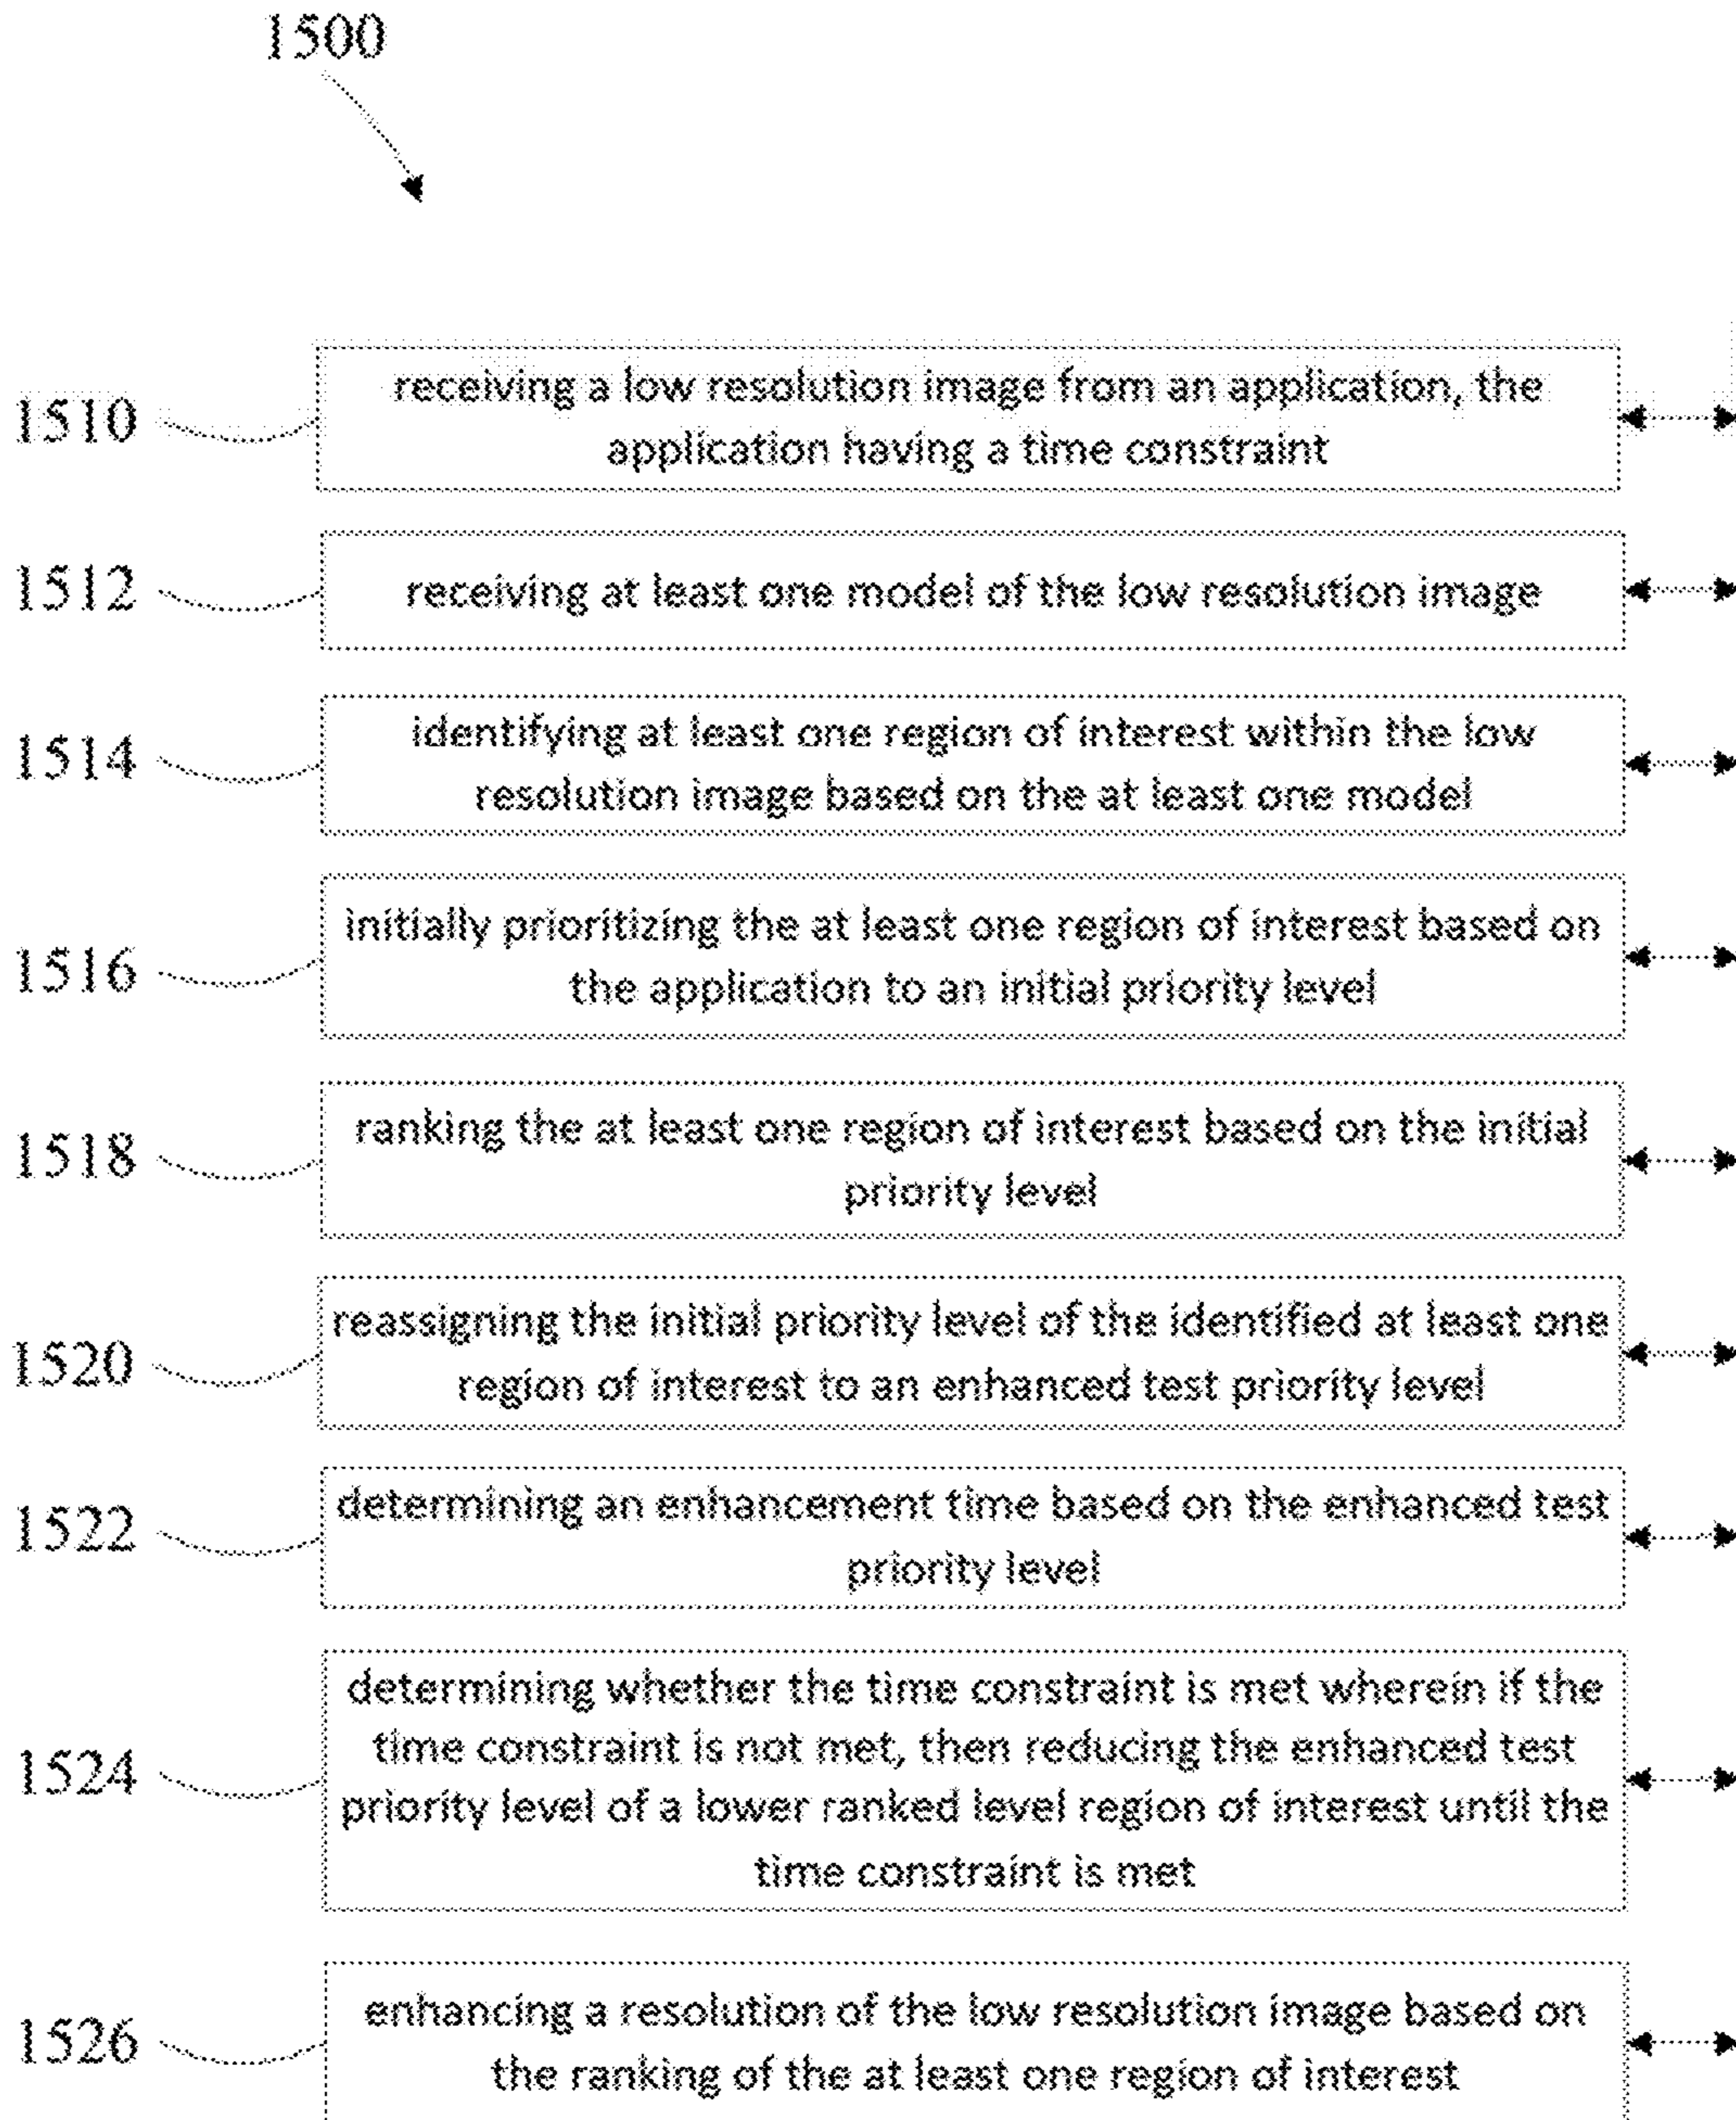 1500
1510
receiving a low resolution image from an application, the
application having a time constraint
1512
receiving at least one model of the low resolution image
1514
identifying at least one region of interest within the low
resolution image based on the at least one model
1516
initially prioritizing the at least one region of interest based on
the application to an initial priority level
1518
ranking the at least one region of interest based on the initial
priority level
1520
reassigning the initial priority level of the identified at least one
region of interest to an enhanced test priority level
1522
determining an enhancement time based on the enhanced test
priority level
1524
determining whether the time constraint is met wherein if the
time constraint is not met, then reducing the enhanced test
priority level of a lower ranked level region of interest until the
time constraint is met
1526
enhancing a resolution of the low resolution image based on
the ranking of the at least one region of interest